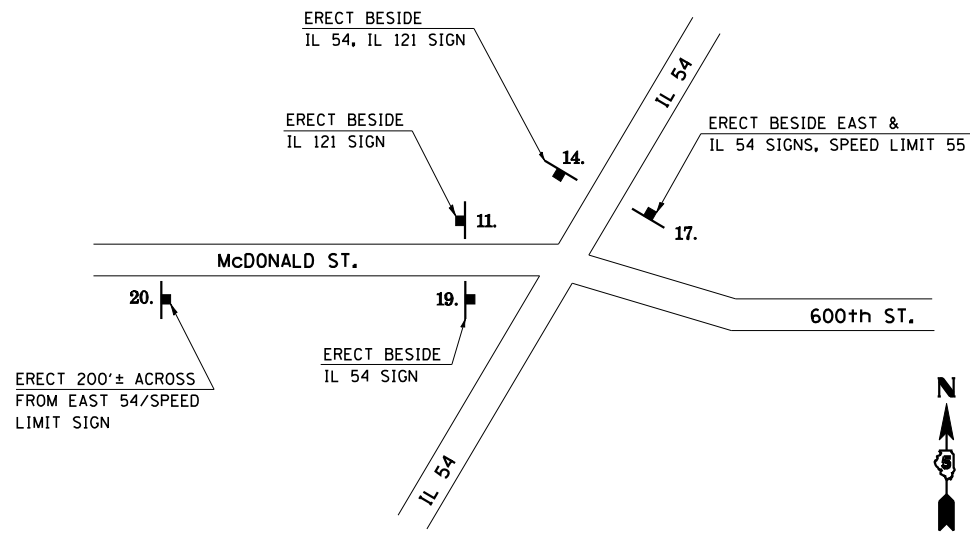 ERECT BESIDE
IL 54, IL 121 SIGN
IL 54
ERECT BESIDE
IL 121 SIGN
ERECT BESIDE EAST &
IL 54 SIGNS, SPEED LIMIT 55
14.
11.
17.
McDONALD ST.
20.
19.
600th ST.
ERECT BESIDE
IL 54 SIGN
ERECT 200'± ACROSS
FROM EAST 54/SPEED
LIMIT SIGN
N
5
IL 54